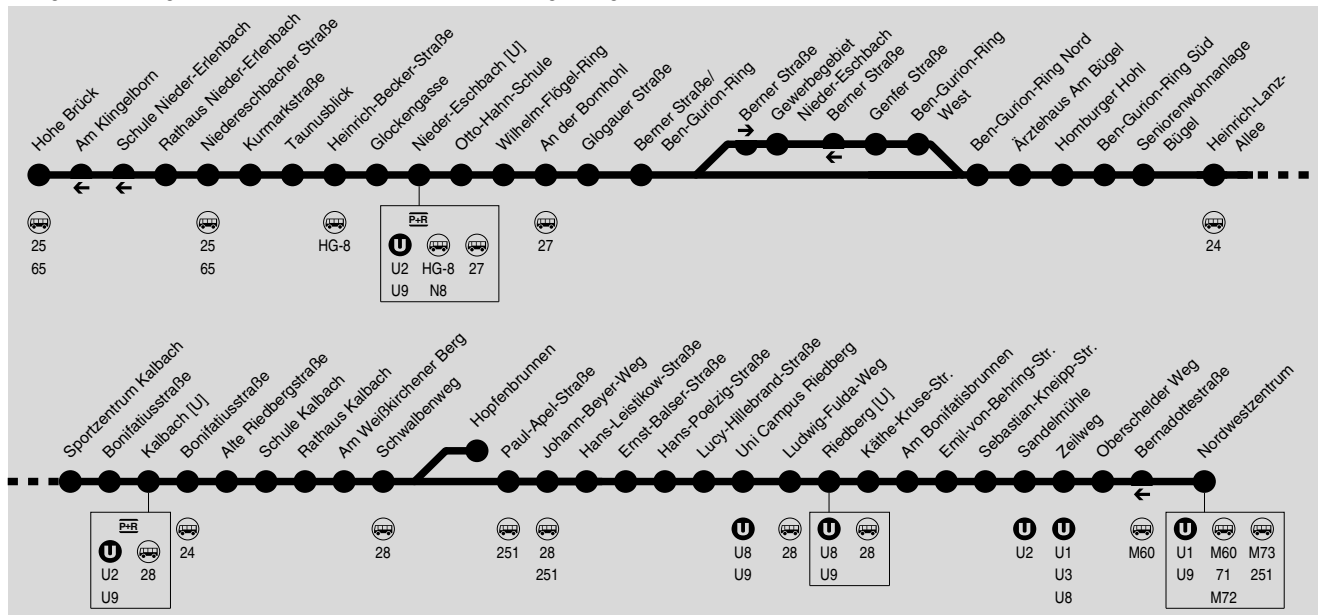 Hohe Brück
Am Klingelborn
Schule Nieder-Erlenbach
Rathaus Nieder-Erlenbach
Niedereschbacher Straße
Kurmarkstraße
Taunusblick
Heinrich-Becker-Straße
Glockengasse
Nieder-Eschbach [U]
Otto-Hahn-Schule
Wilhelm-Flögel-Ring
An der Bornhohl
Glogauer Straße
Berner Straße/
Ben-Gurion-Ring
Berner Straße
Gewerbegebiet
Nieder-Eschbach
Berner Straße
Genfer Straße
Ben-Gurion-Ring
West
Ben-Gurion-Ring Nord
Ärztehaus Am Bügel
Homburger Hohl
Ben-Gurion-Ring Süd
Seniorenwohnanlage
Bügel
Heinrich-Lanz-
Allee
25
65
25
65
HG-8
P+R
U
U2 HG-8 27
U9 N8
27
24
Sportzentrum Kalbach
Bonifatiusstraße
Kalbach [U]
Bonifatiusstraße
Alte Riedbergstraße
Schule Kalbach
Rathaus Kalbach
Am Weißkirchener Berg
Schwalbenweg
Hopfenbrunnen
Paul-Apel-Straße
Johann-Beyer-Weg
Hans-Leistikow-Straße
Ernst-Balser-Straße
Hans-Poelzig-Straße
Lucy-Hillebrand-Straße
Uni Campus Riedberg
Ludwig-Fulda-Weg
Riedberg [U]
Käthe-Kruse-Str.
Am Bonifatisbrunnen
Emil-von-Behring-Str.
Sebastian-Kneipp-Str.
Sandelmühle
Zeilweg
Oberschelder Weg
Bernadottestraße
Nordwestzentrum
P+R
U
U2 28
U9
24
28
251
28
251
U
U8
U9
28
U
U8 28
U9
U
U2
U
U1
U3
U8
M60
U
U1 M60 M73
U9 71 251
M72